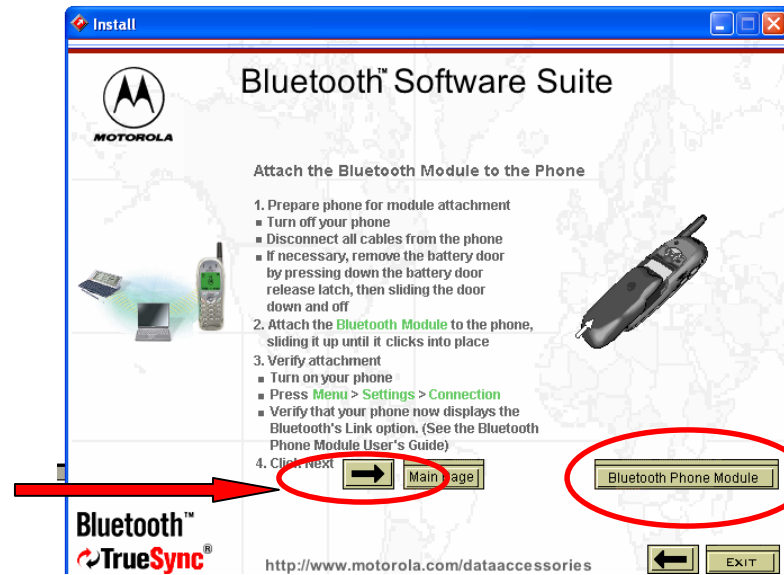 Install
Bluetooth™ Software Suite
MOTOROLA
Attach the Bluetooth Module to the Phone
1. Prepare phone for module attachment
▪ Turn off your phone
▪ Disconnect all cables from the phone
▪ If necessary, remove the battery door
by pressing down the battery door
release latch, then sliding the door
down and off
2. Attach the Bluetooth Module to the phone,
sliding it up until it clicks into place
3. Verify attachment
▪ Turn on your phone
▪ Press Menu > Settings > Connection
▪ Verify that your phone now displays the
Bluetooth's Link option. (See the Bluetooth
Phone Module User's Guide)
4. Click Next
Main Page
Bluetooth Phone Module
Bluetooth™
TrueSync®
http://www.motorola.com/dataaccessories
EXIT